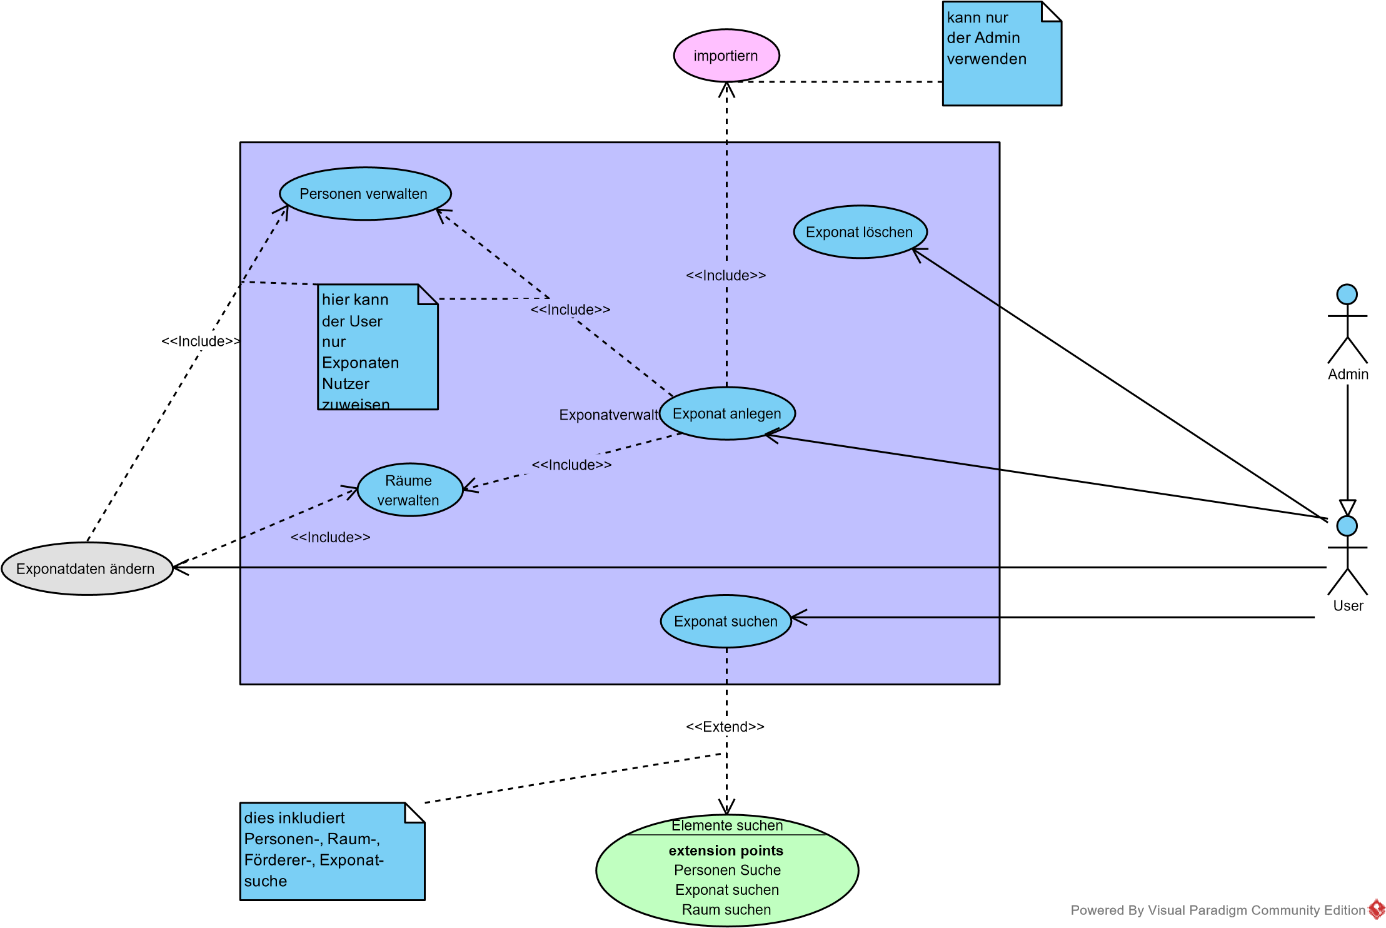 kann nur
der Admin
verwenden
importiern
Personen verwalten
Exponat löschen
<<Include>>
hier kann
der User
nur
Exponaten
Nutzer
zuweisen
<<Include>>
<<Include>>
Admin
Exponatverwalt
Exponat anlegen
<<Include>>
Räume
verwalten
<<Include>>
Exponatdaten ändern
User
Exponat suchen
<<Extend>>
dies inkludiert
Personen-, Raum-,
Förderer-, Exponat-
suche
Elemente suchen
extension points
Personen Suche
Exponat suchen
Raum suchen
Powered By Visual Paradigm Community Edition